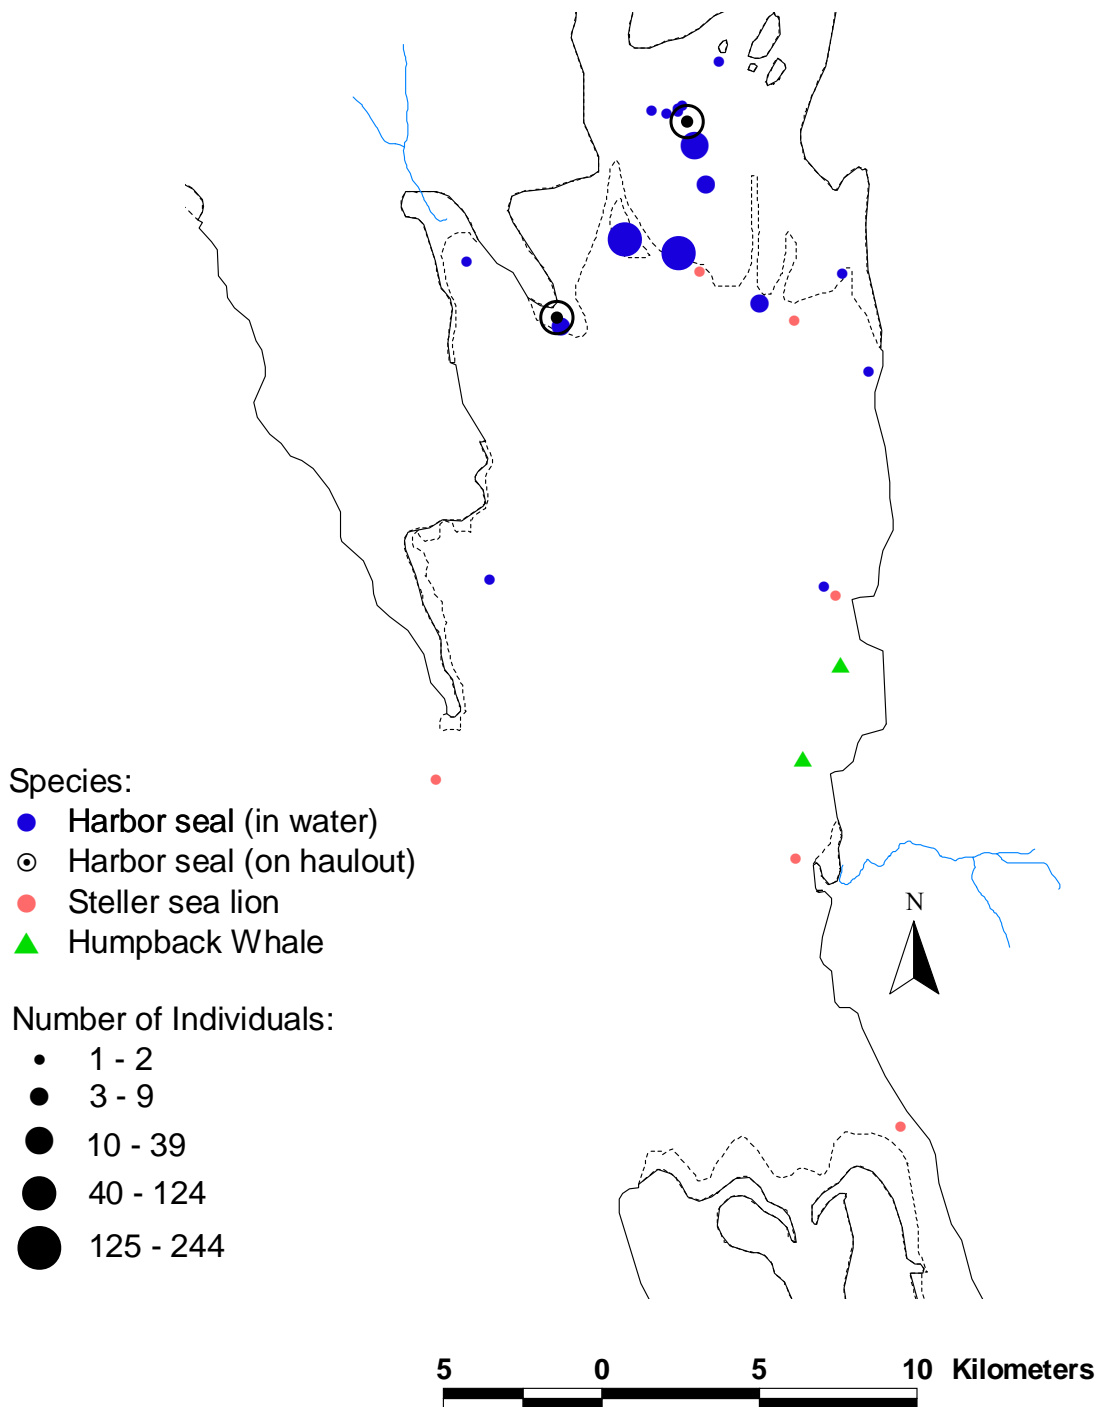 Species:
Harbor seal (in water)
Harbor seal (on haulout)
Steller sea lion
Humpback Whale
N
Number of Individuals:
1 - 2
3 - 9
10 - 39
40 - 124
125 - 244
5 0 5 10 Kilometers